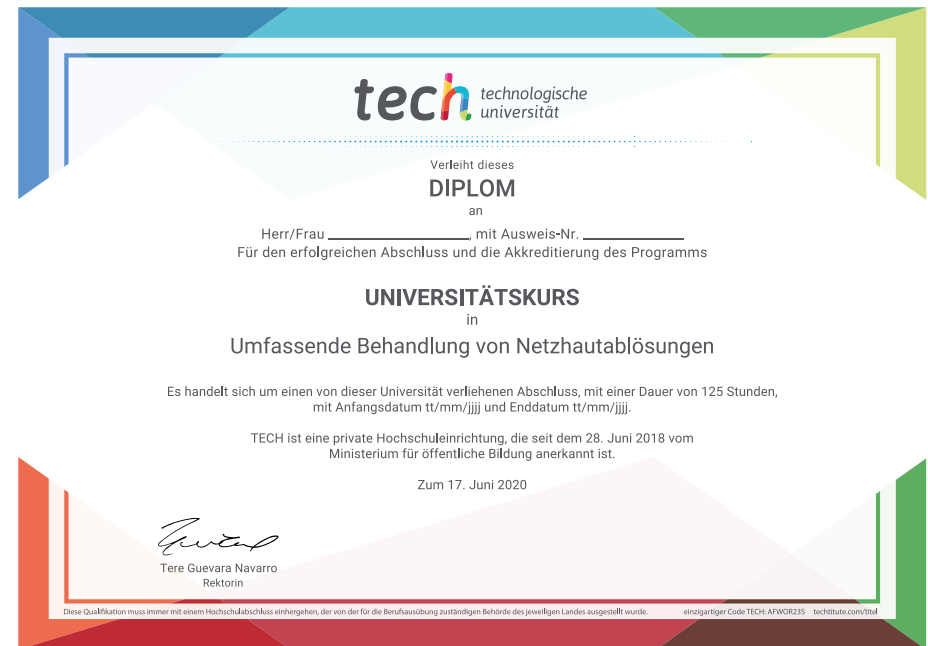 tech technologische
universität
Verleiht dieses
DIPLOM
an
Herr/Frau ____________, mit Ausweis-Nr. ____________
Für den erfolgreichen Abschluss und die Akkreditierung des Programms
UNIVERSITÄTSKURS
in
Umfassende Behandlung von Netzhautablösungen
Es handelt sich um einen von dieser Universität verliehenen Abschluss, mit einer Dauer von 125 Stunden,
mit Anfangsdatum tt/mm/jjjj und Enddatum tt/mm/jjjj.
TECH ist eine private Hochschuleinrichtung, die seit dem 28. Juni 2018 vom
Ministerium für öffentliche Bildung anerkannt ist.
Zum 17. Juni 2020
Tere Guevara Navarro
Rektorin
Diese Qualifikation muss immer mit einem Hochschulabschluss einhergehen, der von der für die Berufsausübung zuständigen Behörde des jeweiligen Landes ausgestellt wurde. einzigartiger Code TECH: AFWOR235 techtitute.com/titel